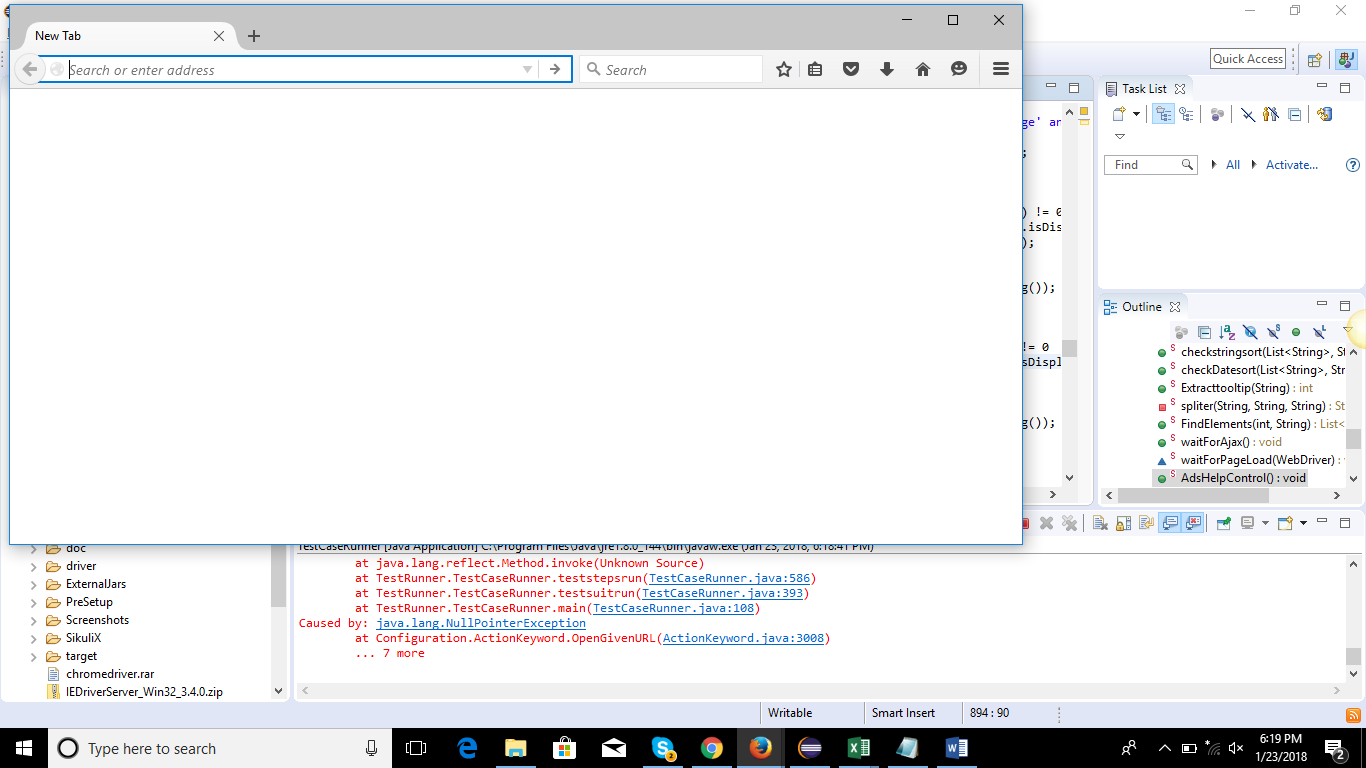 New Tab
Search or enter address
Search
Quick Access
Task List
Find
All
Activate...
ge' an
;
) != 0
.isDis
);
g());
!= 0
sDispl
g());
Outline
checkstringsort(List<String>, St
checkDatesort(List<String>, Str
Extracttooltip(String) : int
spliter(String, String, String) : St
FindElements(int, String) : List<
waitForAjax() : void
waitForPageLoad(WebDriver) :
AdsHelpControl() : void
doc
driver
ExternalJars
PreSetup
Screenshots
SikuliX
target
chromedriver.rar
IEDriverServer_Win32_3.4.0.zip
TestCaseRunner [Java Application] C:\Program Files\Java\jre1.8.0_144\bin\javaw.exe (Jan 23, 2018, 6:18:41 PM)
at java.lang.reflect.Method.invoke(Unknown Source)
at TestRunner.TestCaseRunner.teststepsrun(TestCaseRunner.java:586)
at TestRunner.TestCaseRunner.testsuitrun(TestCaseRunner.java:393)
at TestRunner.TestCaseRunner.main(TestCaseRunner.java:108)
Caused by: java.lang.NullPointerException
at Configuration.ActionKeyword.OpenGivenURL(ActionKeyword.java:3008)
... 7 more
Writable
Smart Insert
894 : 90
Type here to search
2
6:19 PM
1/23/2018
2